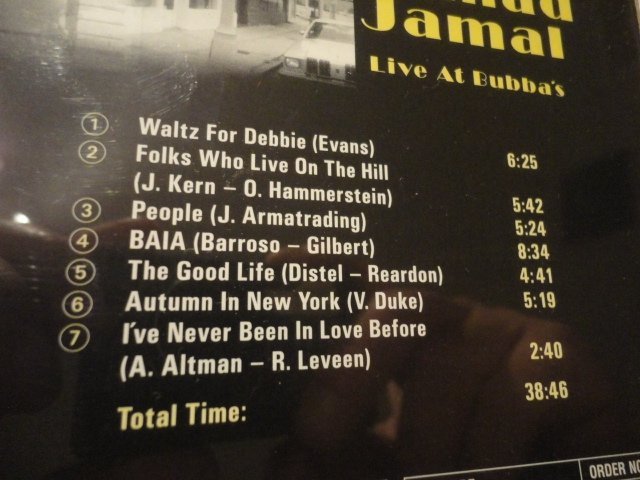 Jamal
Live At Bubba's
1 Waltz For Debbie (Evans) 6:25
2 Folks Who Live On The Hill
(J. Kern – O. Hammerstein) 5:42
3 People (J. Armatrading) 5:24
4 BAIA (Barroso – Gilbert) 8:34
5 The Good Life (Distel – Reardon) 4:41
6 Autumn In New York (V. Duke) 5:19
7 I've Never Been In Love Before
(A. Altman – R. Leveen) 2:40
Total Time: 38:46
ORDER NO